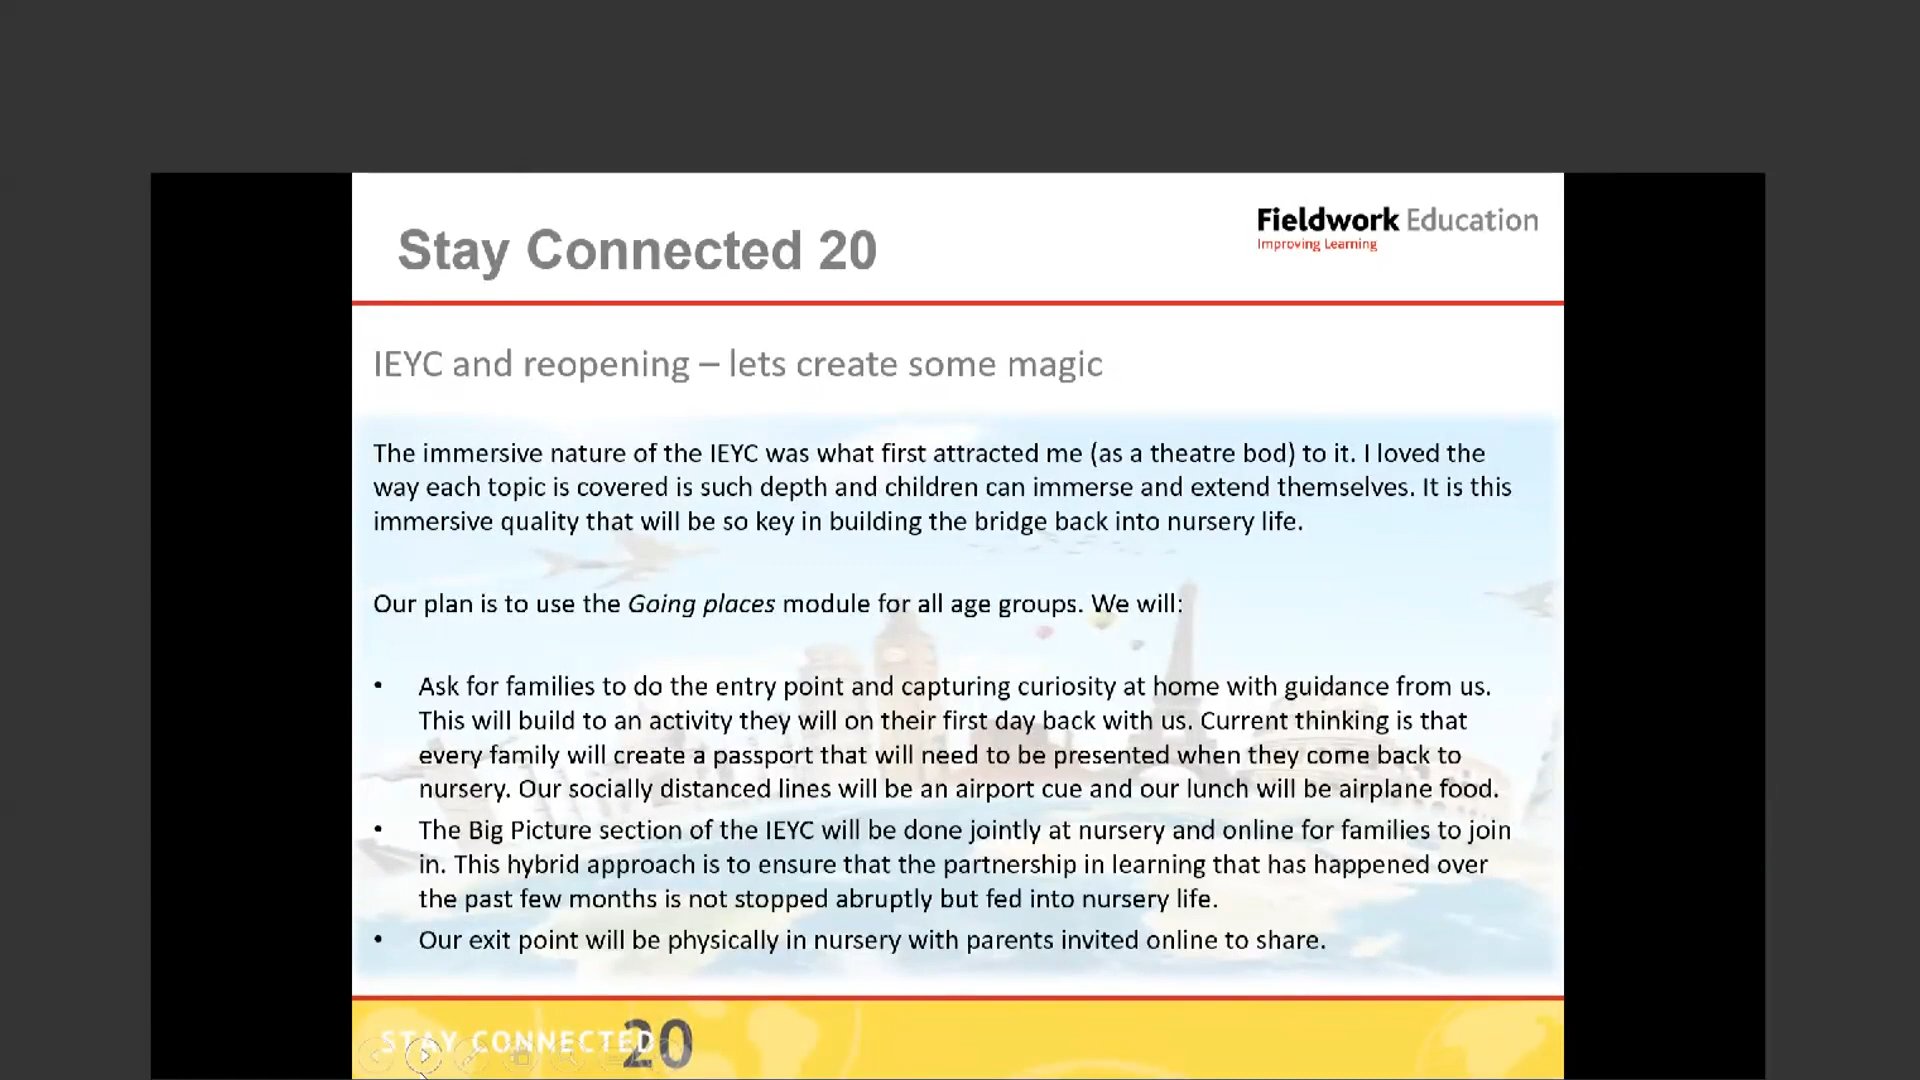 Stay Connected 20
Fieldwork Education
Improving Learning
IEYC and reopening – lets create some magic
The immersive nature of the IEYC was what first attracted me (as a theatre bod) to it. I loved the
way each topic is covered is such depth and children can immerse and extend themselves. It is this
immersive quality that will be so key in building the bridge back into nursery life.
Our plan is to use the Going places module for all age groups. We will:
• Ask for families to do the entry point and capturing curiosity at home with guidance from us.
This will build to an activity they will on their first day back with us. Current thinking is that
every family will create a passport that will need to be presented when they come back to
nursery. Our socially distanced lines will be an airport cue and our lunch will be airplane food.
• The Big Picture section of the IEYC will be done jointly at nursery and online for families to join
in. This hybrid approach is to ensure that the partnership in learning that has happened over
the past few months is not stopped abruptly but fed into nursery life.
• Our exit point will be physically in nursery with parents invited online to share.
STAY CONNECTED 20